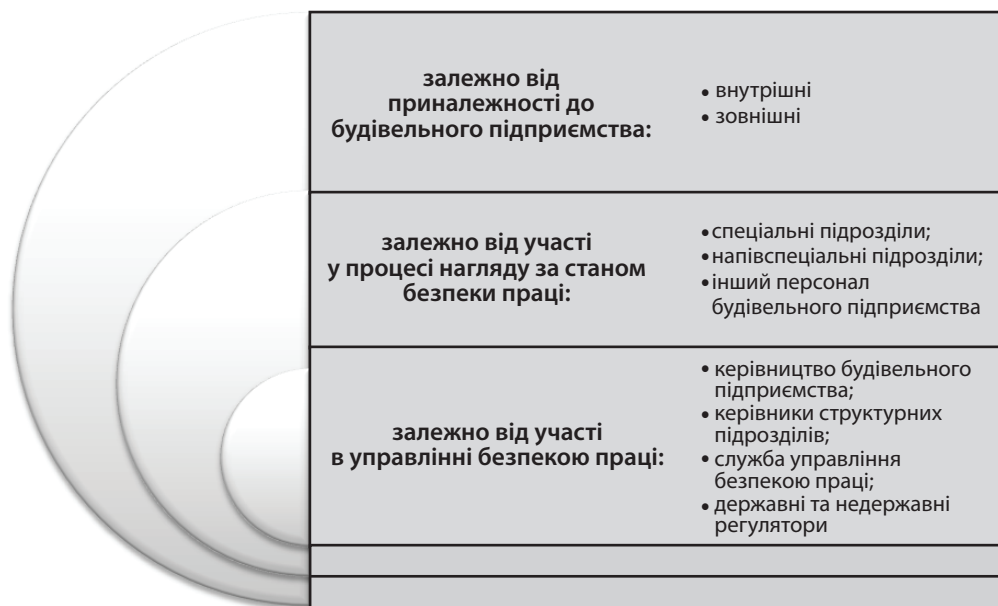 залежно від
приналежності до
будівельного підприємства:
• внутрішні
• зовнішні
залежно від участі
у процесі нагляду за станом
безпеки праці:
• спеціальні підрозділи;
• напівспеціальні підрозділи;
• інший персонал
будівельного підприємства
залежно від участі
в управлінні безпекою праці:
• керівництво будівельного
підприємства;
• керівники структурних
підрозділів;
• служба управління
безпекою праці;
• державні та недержавні
регулятори